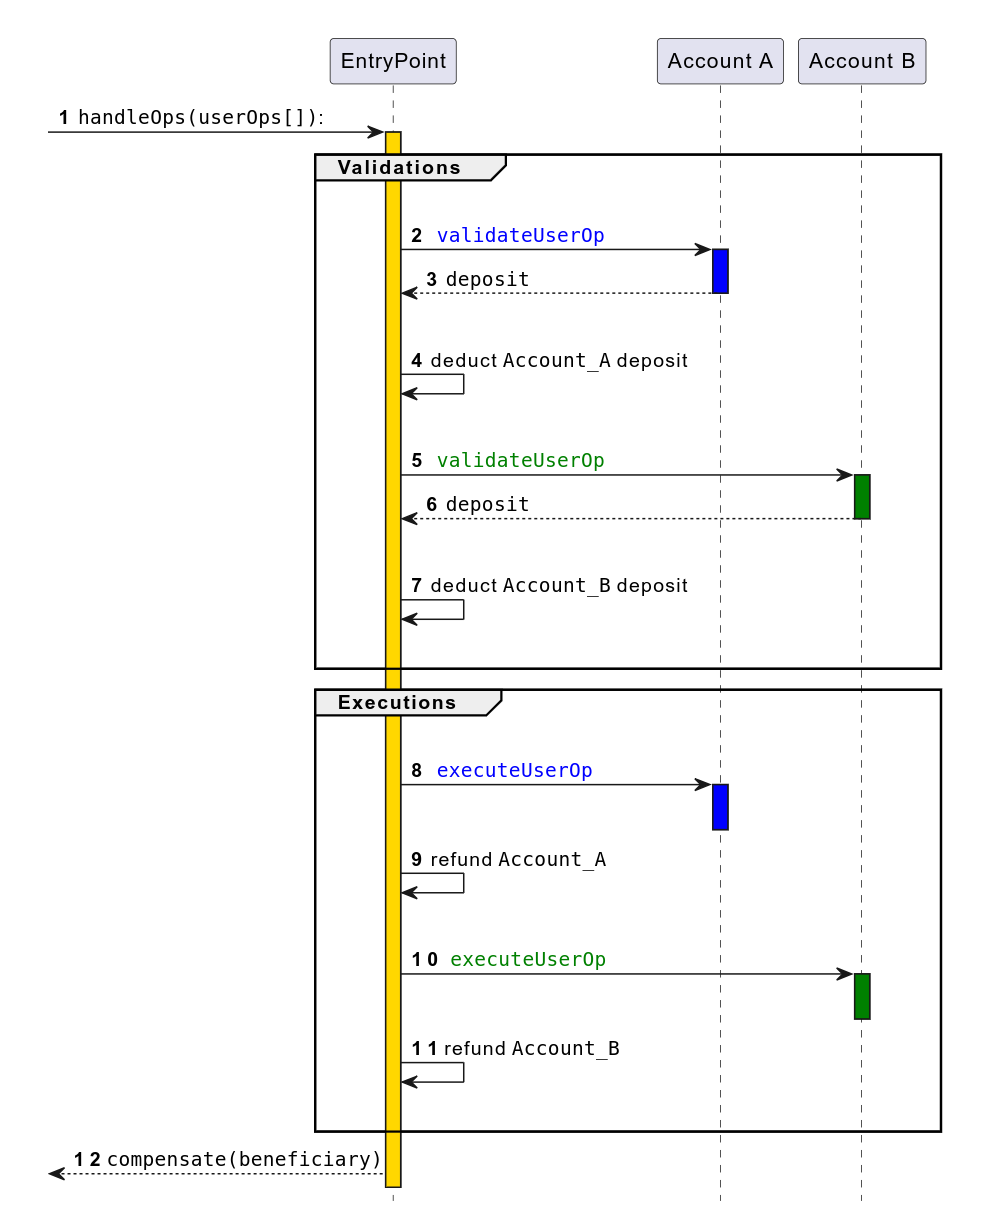 EntryPoint
Account A
Account B
1 handleOps(userOps[]):
Validations
2 validateUserOp
3 deposit
4 deduct Account_A deposit
5 validateUserOp
6 deposit
7 deduct Account_B deposit
Executions
8 executeUserOp
9 refund Account_A
10 executeUserOp
11 refund Account_B
12 compensate(beneficiary)